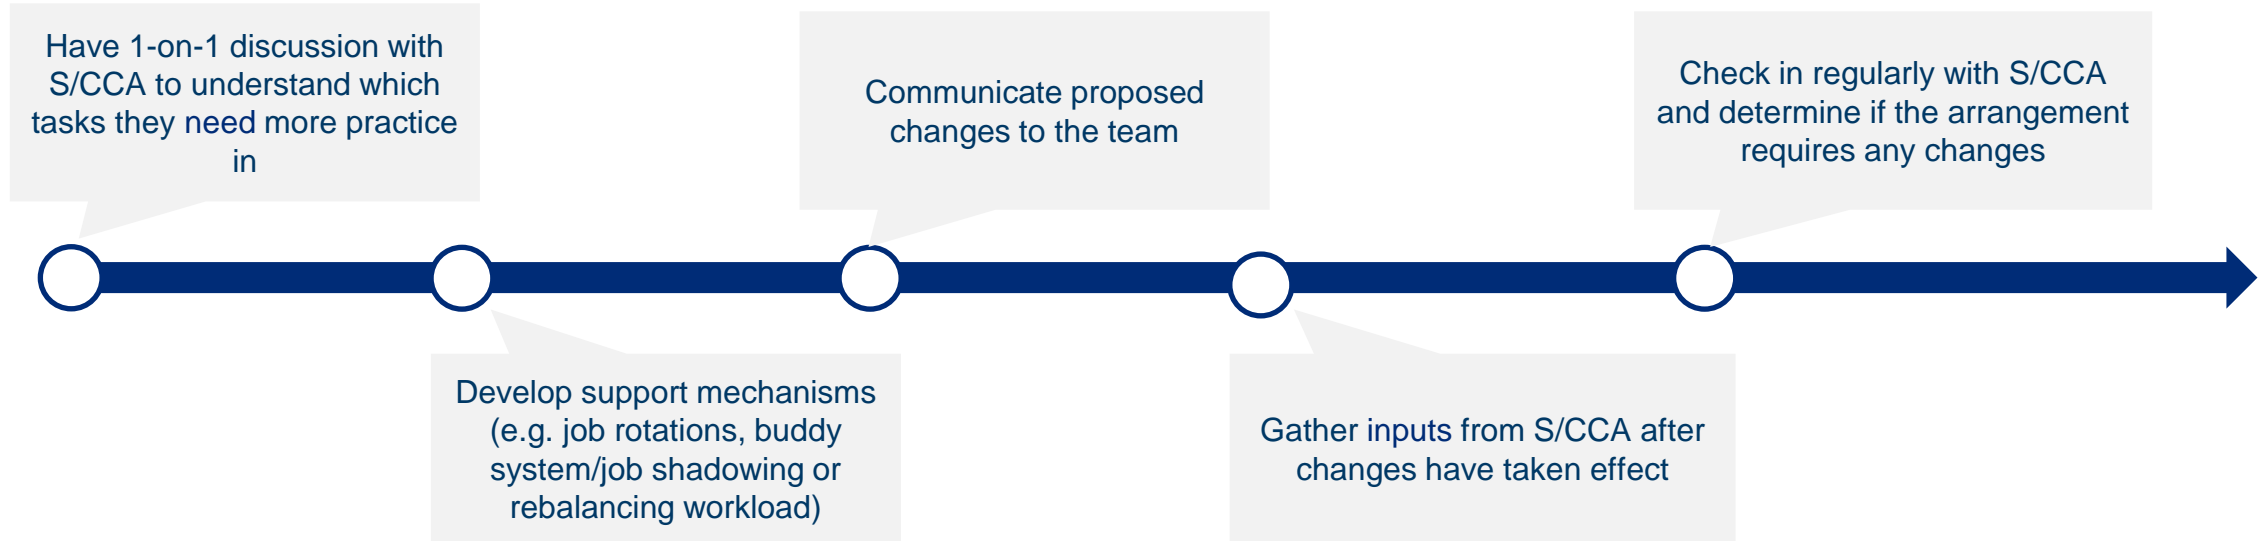 Have 1-on-1 discussion with
S/CCA to understand which
tasks they need more practice
in
Develop support mechanisms
(e.g. job rotations, buddy
system/job shadowing or
rebalancing workload)
Communicate proposed
changes to the team
Gather inputs from S/CCA after
changes have taken effect
Check in regularly with S/CCA
and determine if the arrangement
requires any changes